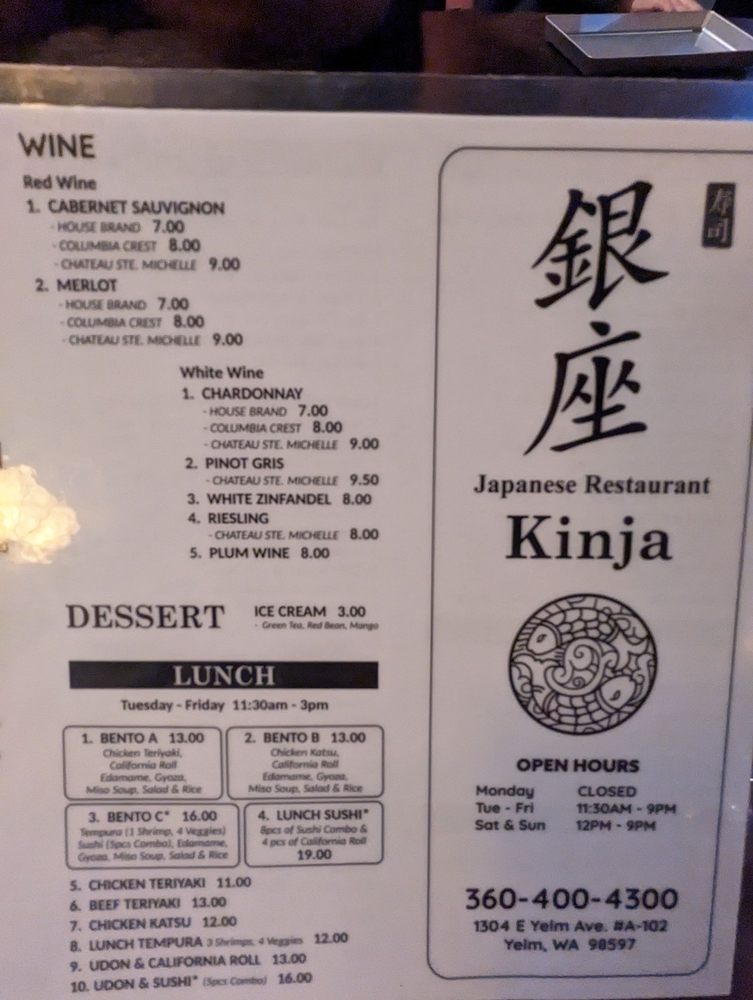 WINE
Red Wine
1. CABERNET SAUVIGNON
- HOUSE BRAND 7.00
- COLUMBIA CREST 8.00
- CHATEAU STE. MICHELLE 9.00
2. MERLOT
- HOUSE BRAND 7.00
- COLUMBIA CREST 8.00
- CHATEAU STE. MICHELLE 9.00
White Wine
1. CHARDONNAY
- HOUSE BRAND 7.00
- COLUMBIA CREST 8.00
- CHATEAU STE. MICHELLE 9.00
2. PINOT GRIS
- CHATEAU STE. MICHELLE 9.50
3. WHITE ZINFANDEL 8.00
4. RIESLING
- CHATEAU STE. MICHELLE 8.00
5. PLUM WINE 8.00
DESSERT
ICE CREAM 3.00
- Green Tea, Red Bean, Mango
LUNCH
Tuesday - Friday 11:30am - 3pm
1. BENTO A 13.00
Chicken Teriyaki,
California Roll
Edamame, Gyoza,
Miso Soup, Salad & Rice
2. BENTO B 13.00
Chicken Katsu,
California Roll
Edamame, Gyoza,
Miso Soup, Salad & Rice
3. BENTO C* 16.00
Tempura (1 Shrimp, 4 Veggies)
Sushi (5pcs Combo), Edamame,
Gyoza, Miso Soup, Salad & Rice
4. LUNCH SUSHI*
8pcs of Sushi Combo &
4 pcs of California Roll
19.00
5. CHICKEN TERIYAKI 11.00
6. BEEF TERIYAKI 13.00
7. CHICKEN KATSU 12.00
8. LUNCH TEMPURA 3 Shrimps, 4 Veggies 12.00
9. UDON & CALIFORNIA ROLL 13.00
10. UDON & SUSHI* (5pcs Combo) 16.00
銀座
寿司
Japanese Restaurant
Kinja
OPEN HOURS
Monday CLOSED
Tue - Fri 11:30AM - 9PM
Sat & Sun 12PM - 9PM
360-400-4300
1304 E Yelm Ave. #A-102
Yelm, WA 98597